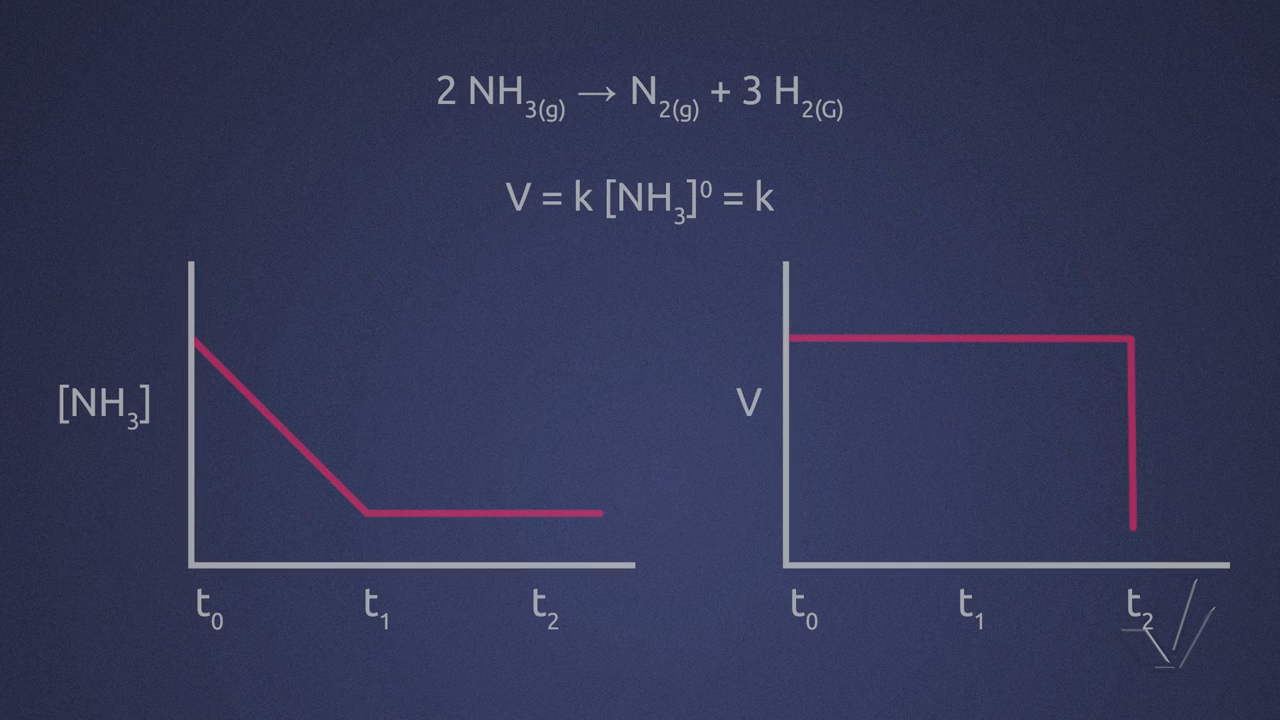 2 NH₃₍g₎ → N₂₍g₎ + 3 H₂₍G₎
V = k [NH₃]⁰ = k
[NH₃]
t₀ t₁ t₂
V
t₀ t₁ t₂